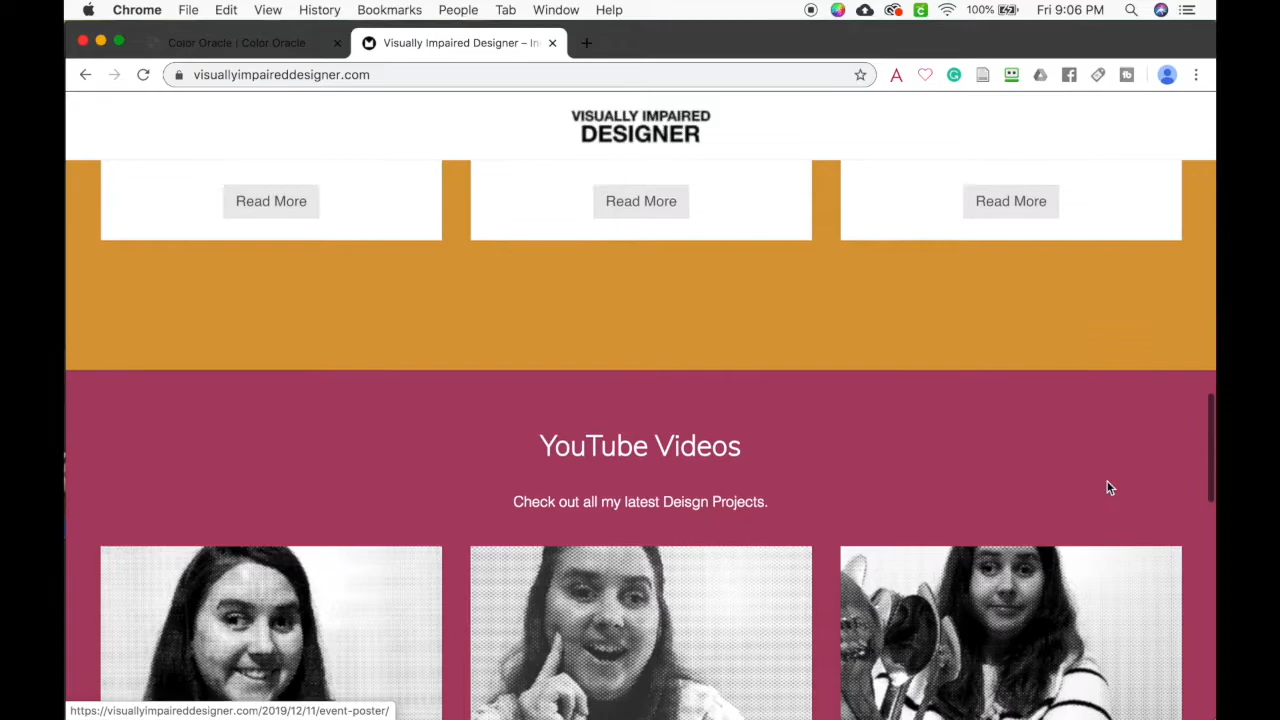 Chrome File Edit View History Bookmarks People Tab Window Help 100% Fri 9:06 PM
Color Oracle | Color Oracle Visually Impaired Designer – In
visuallyimpaireddesigner.com
VISUALLY IMPAIRED
DESIGNER
Read More Read More Read More
YouTube Videos
Check out all my latest Deisgn Projects.
https://visuallyimpaireddesigner.com/2019/12/11/event-poster/